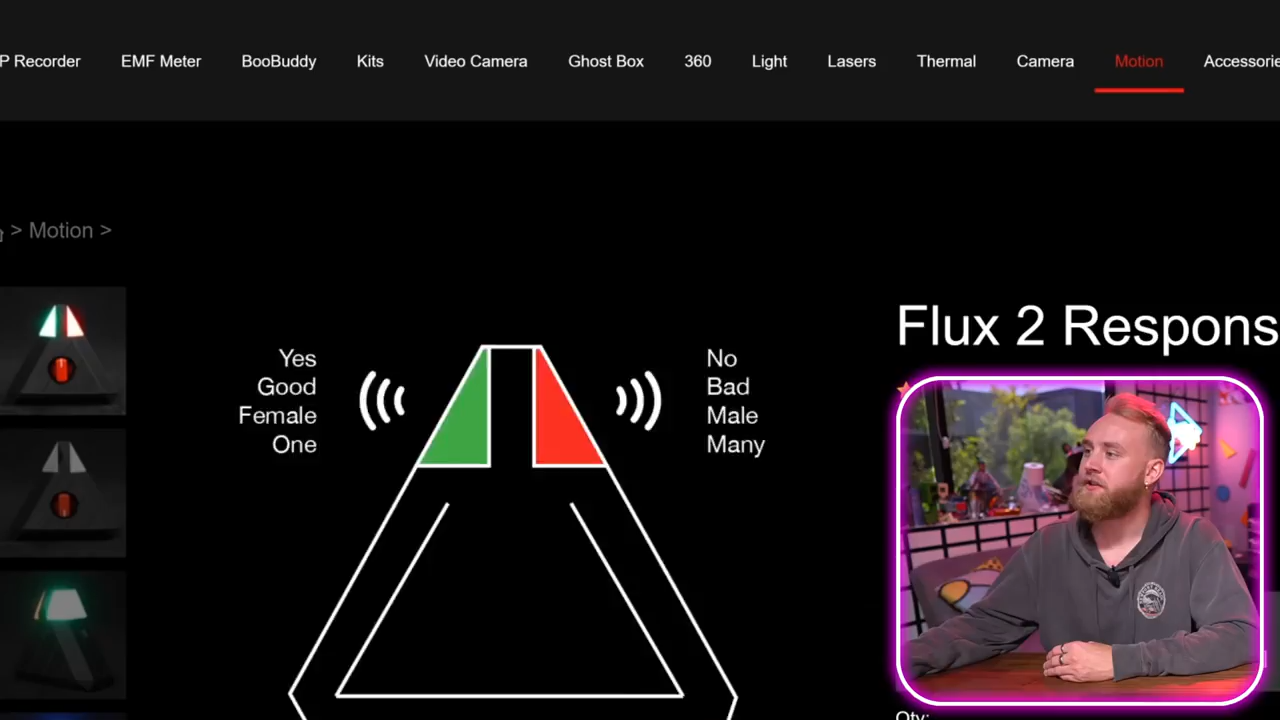 P Recorder EMF Meter BooBuddy Kits Video Camera Ghost Box 360 Light Lasers Thermal Camera Motion Accessorie
> Motion >
Flux 2 Respons
Yes
Good
Female
One
No
Bad
Male
Many
Qty: